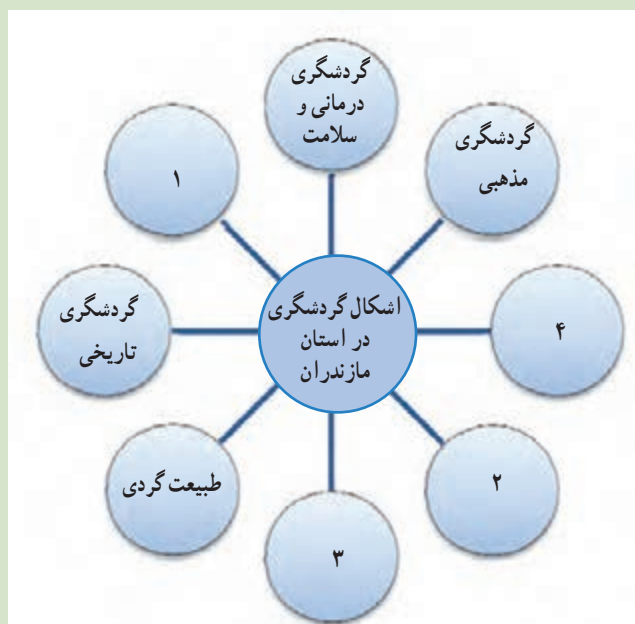 گردشگری
درمانی و
سلامت
گردشگری
مذهبی
۱
اشکال گردشگری
در استان
مازندران
۴
گردشگری
تاریخی
۲
طبیعت گردی
۳